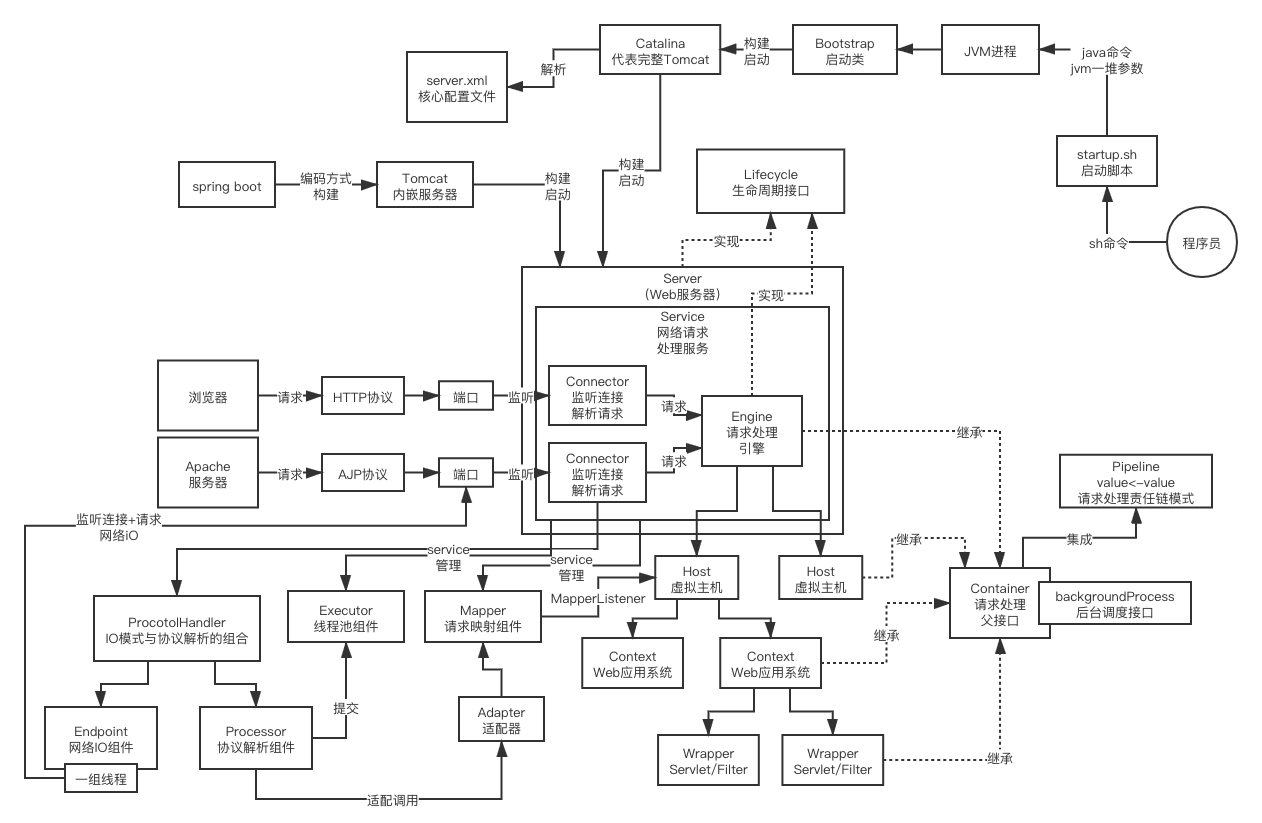 Catalina
代表完整Tomcat
构建
启动
Bootstrap
启动类
JVM进程
java命令
jvm一堆参数
解析
server.xml
核心配置文件
startup.sh
启动脚本
sh命令
程序员
spring boot
编码方式
构建
Tomcat
内嵌服务器
构建
启动
构建
启动
Lifecycle
生命周期接口
实现
Server
(Web服务器)
实现
Service
网络请求
处理服务
浏览器
请求
HTTP协议
端口
监听
Connector
监听连接
解析请求
请求
Engine
请求处理
引擎
继承
Apache
服务器
请求
AJP协议
端口
监听
Connector
监听连接
解析请求
请求
Pipeline
value<-value
请求处理责任链模式
监听连接+请求
网络iO
service
管理
service
管理
继承
集成
Host
虚拟主机
Host
虚拟主机
MapperListener
Container
请求处理
父接口
backgroundProcess
后台调度接口
ProcotolHandler
IO模式与协议解析的组合
Executor
线程池组件
Mapper
请求映射组件
继承
Context
Web应用系统
Context
Web应用系统
提交
Adapter
适配器
Endpoint
网络IO组件
一组线程
Processor
协议解析组件
Wrapper
Servlet/Filter
Wrapper
Servlet/Filter
继承
适配调用